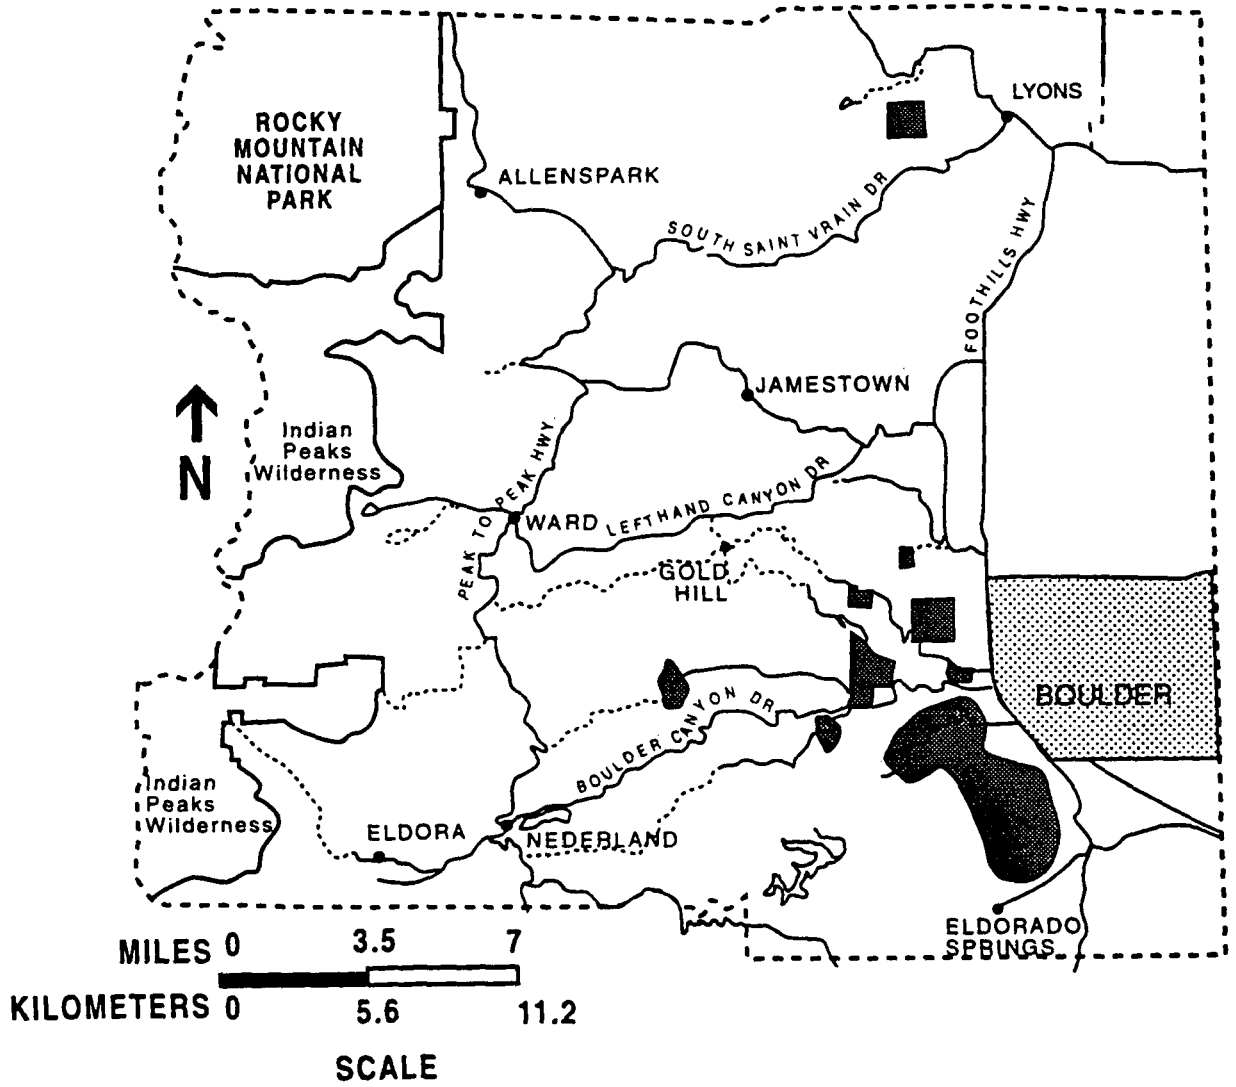 LYONS
ROCKY
MOUNTAIN
NATIONAL
PARK
ALLENSPARK
SOUTH SAINT VRAIN DR
FOOTHILLS HWY
JAMESTOWN
Indian
Peaks
Wilderness
N
PEAK TO PEAK HWY.
WARD
LEFTHAND CANYON DR
GOLD
HILL
BOULDER
BOULDER CANYON DR
Indian
Peaks
Wilderness
ELDORA
NEDERLAND
ELDORADO
SPRINGS
MILES 0 3.5 7
KILOMETERS 0 5.6 11.2
SCALE